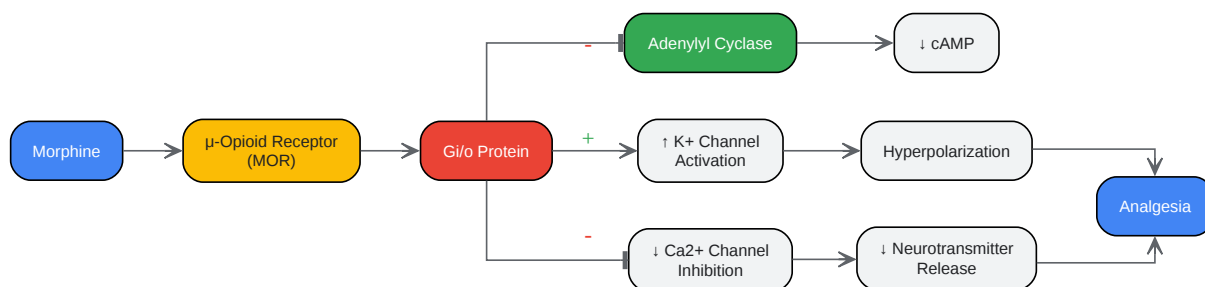 -
Adenylyl Cyclase
↓ cAMP
Morphine
μ-Opioid Receptor
(MOR)
Gi/o Protein
+
↑ K+ Channel
Activation
Hyperpolarization
Analgesia
-
↓ Ca2+ Channel
Inhibition
↓ Neurotransmitter
Release